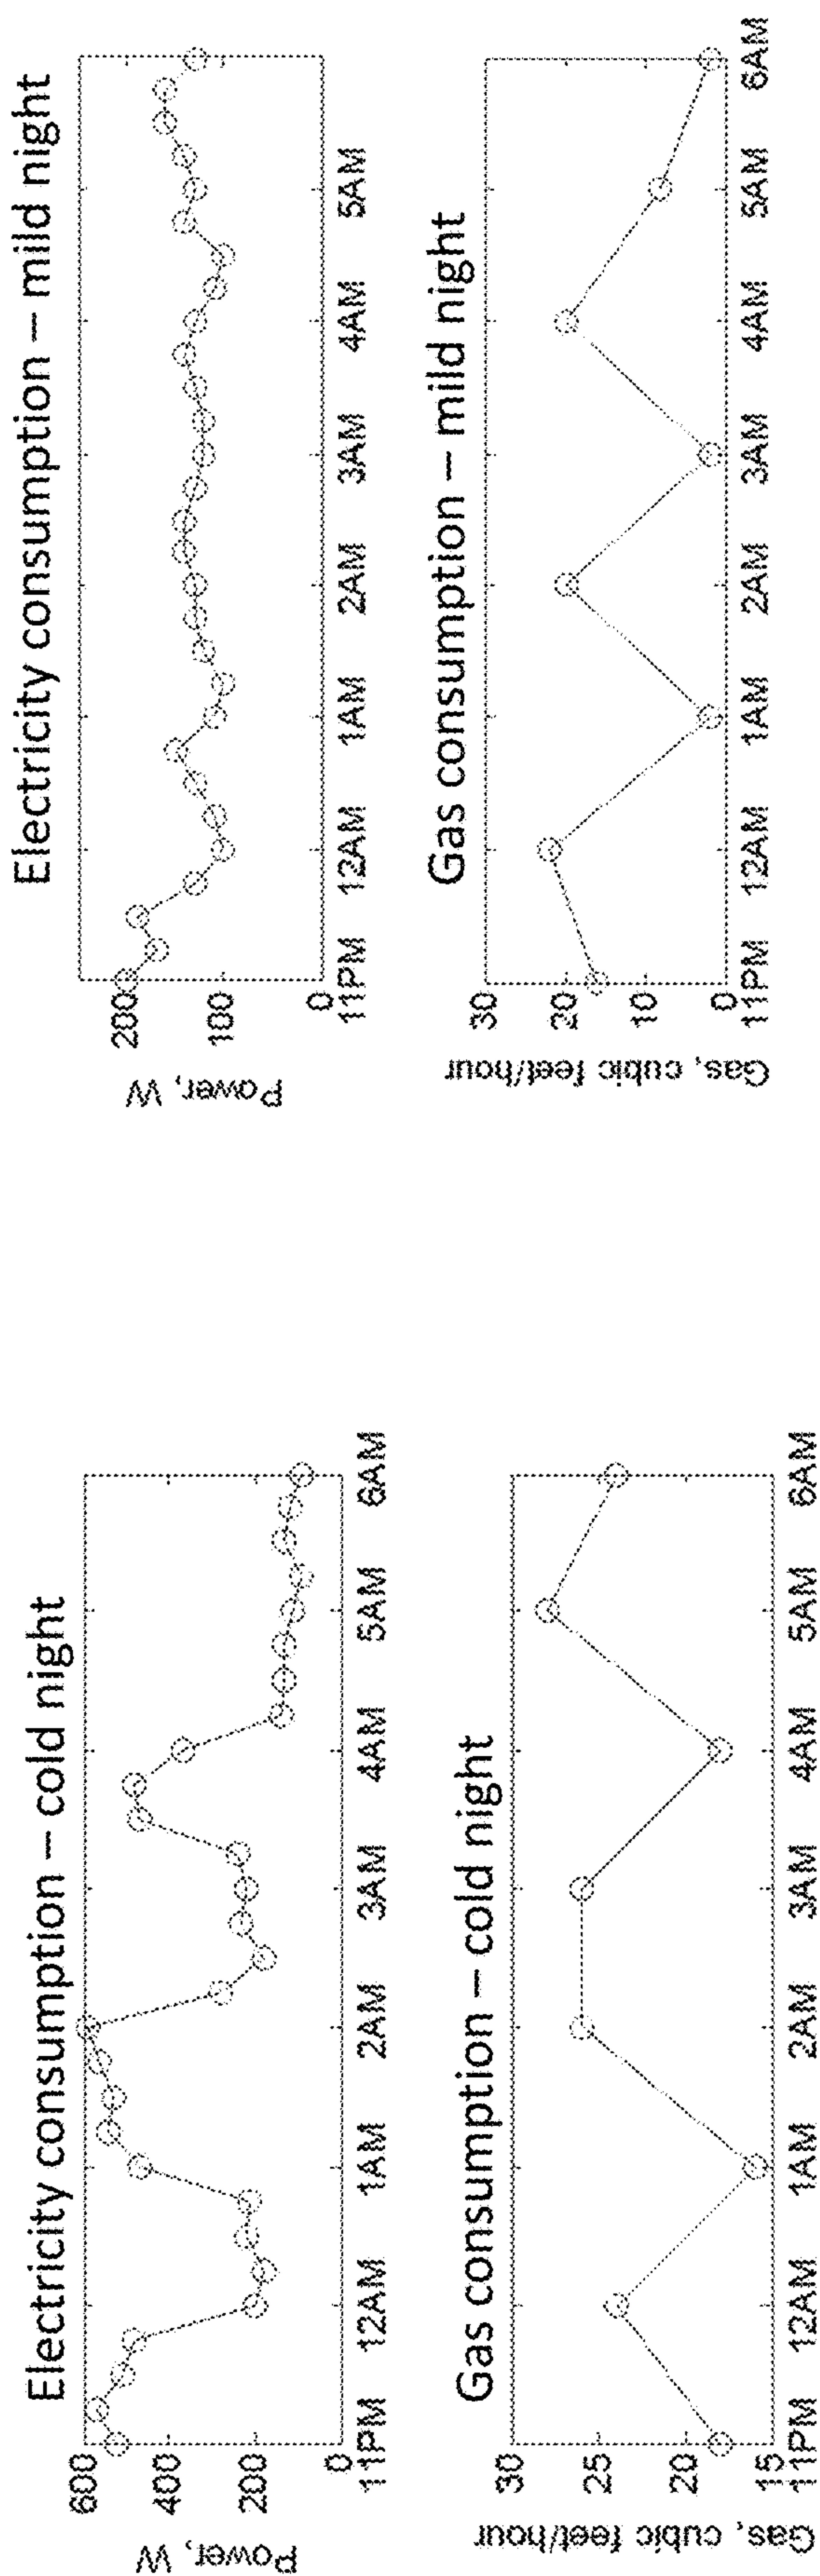 Electricity consumption – cold night
Power, W
600
400
200
0
11PM 12AM 1AM 2AM 3AM 4AM 5AM 6AM
Gas consumption – cold night
Gas, cubic feet/hour
30
25
20
15
11PM 12AM 1AM 2AM 3AM 4AM 5AM 6AM
Electricity consumption – mild night
Power, W
200
100
0
11PM 12AM 1AM 2AM 3AM 4AM 5AM
Gas consumption – mild night
Gas, cubic feet/hour
30
20
10
0
11PM 12AM 1AM 2AM 3AM 4AM 5AM 6AM